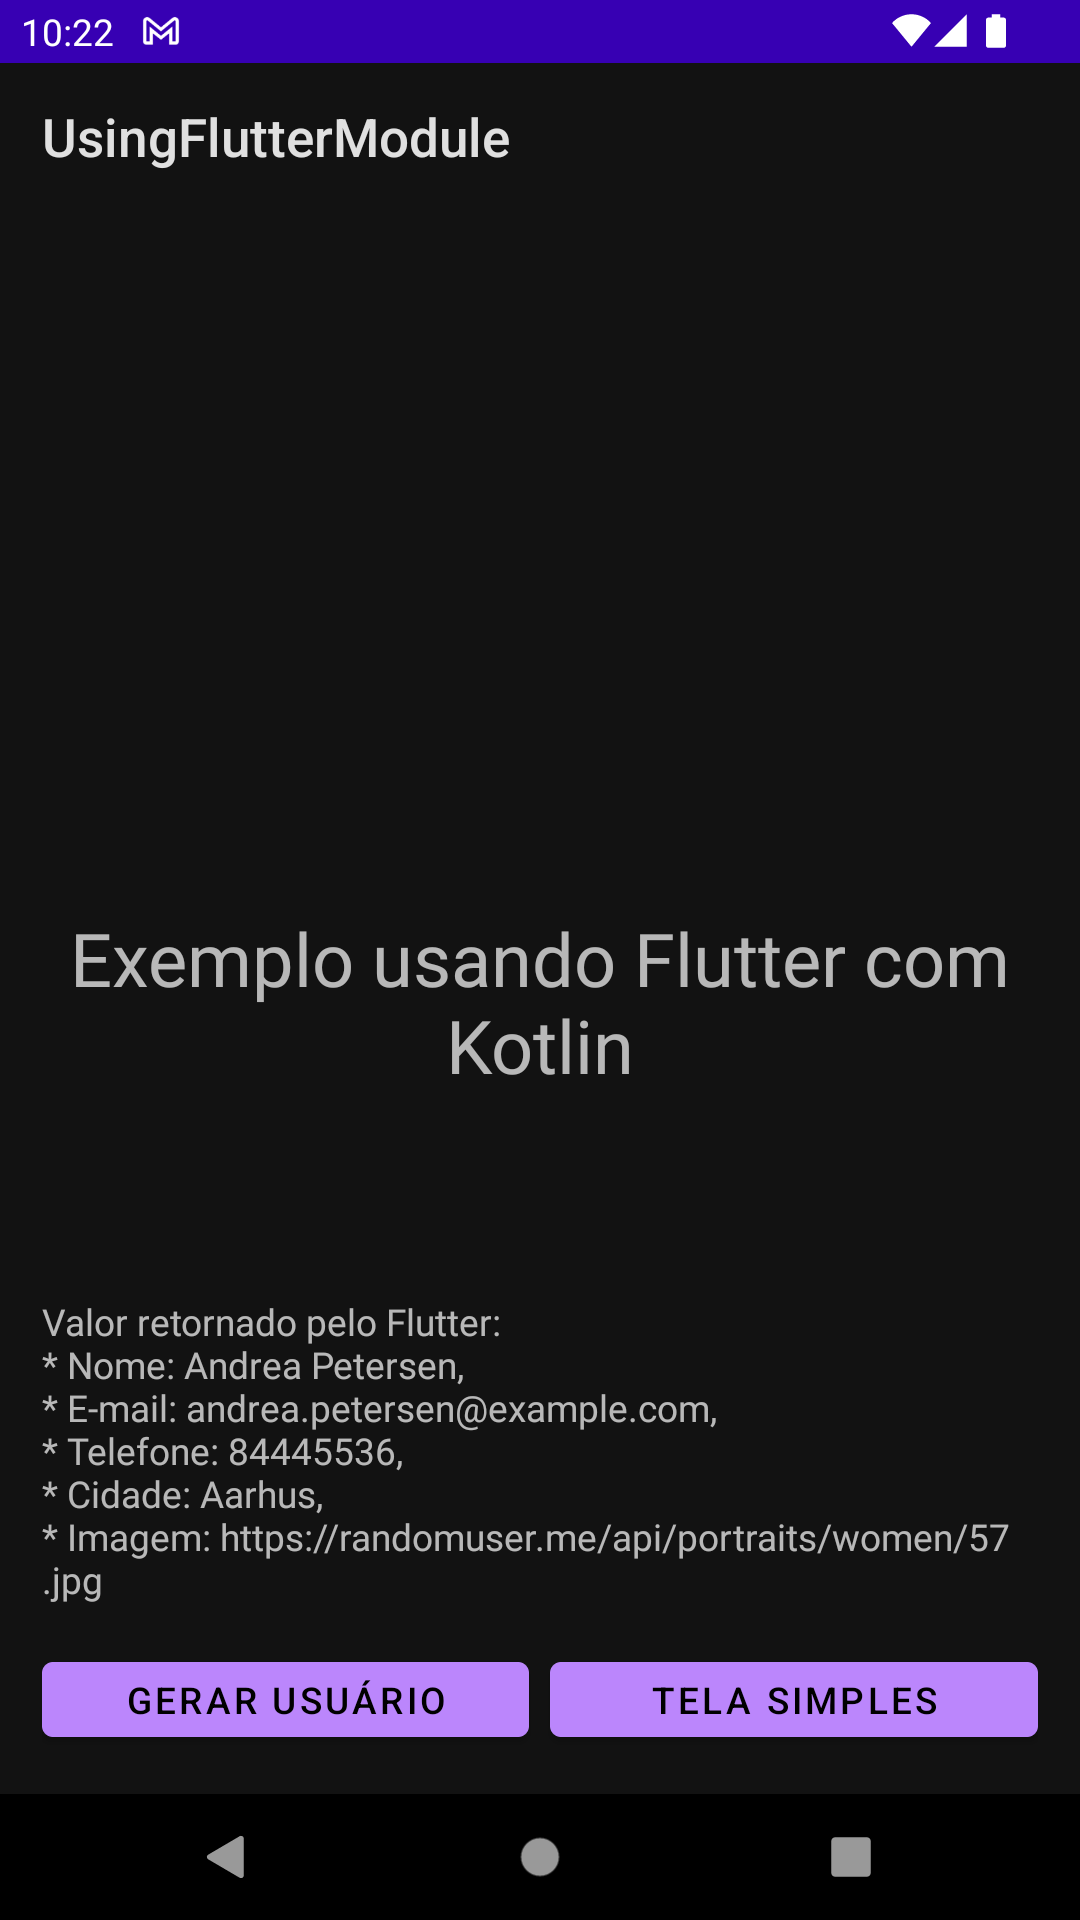 10:22
UsingFlutterModule
Exemplo usando Flutter com
Kotlin
Valor retornado pelo Flutter:
* Nome: Andrea Petersen,
* E-mail: andrea.petersen@example.com,
* Telefone: 84445536,
* Cidade: Aarhus,
* Imagem: https://randomuser.me/api/portraits/women/57
.jpg
GERAR USUÁRIO
TELA SIMPLES